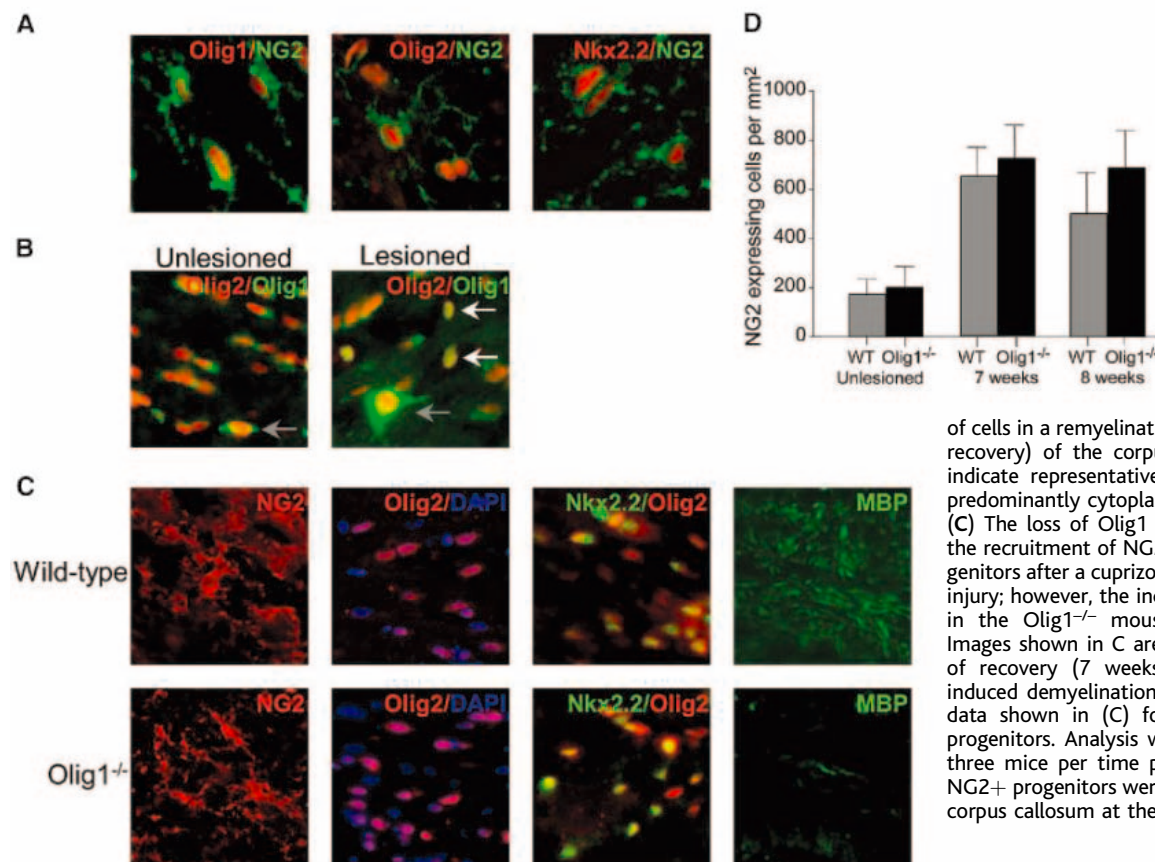 A
Olig1/NG2
Olig2/NG2
Nkx2.2/NG2
B
Unlesioned
Lesioned
Olig2/Olig1
Olig2/Olig1
C
NG2
Olig2/DAPI
Nkx2.2/Olig2
MBP
Wild-type
NG2
Olig2/DAPI
Nkx2.2/Olig2
MBP
Olig1-/-
D
NG2 expressing cells per mm2
1000
800
600
400
200
0
WT Olig1-/- WT Olig1-/- WT Olig1-/-
Unlesioned 7 weeks 8 weeks
of cells in a remyelinat
recovery) of the corpu
indicate representative
predominantly cytopla
(C) The loss of Olig1
the recruitment of NG
genitors after a cuprizo
injury; however, the in
in the Olig1−/− mous
Images shown in C are
of recovery (7 weeks
induced demyelination
data shown in (C) fo
progenitors. Analysis w
three mice per time p
NG2+ progenitors wer
corpus callosum at the